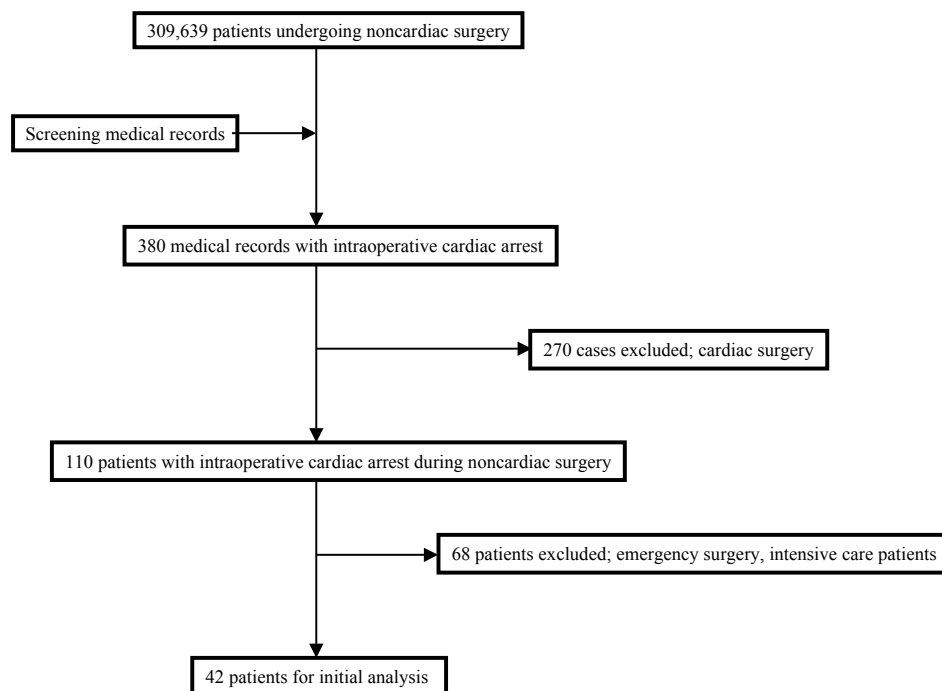 309,639 patients undergoing noncardiac surgery
Screening medical records
380 medical records with intraoperative cardiac arrest
270 cases excluded; cardiac surgery
110 patients with intraoperative cardiac arrest during noncardiac surgery
68 patients excluded; emergency surgery, intensive care patients
42 patients for initial analysis